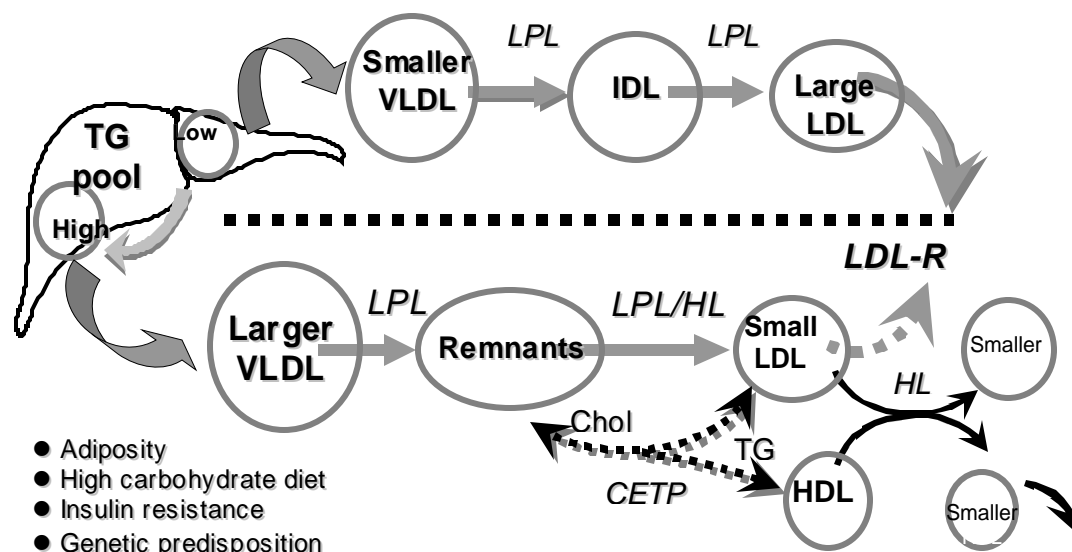 LPL
LPL
Smaller
VLDL
IDL
Large
LDL
Low
TG
pool
High
LDL-R
LPL
LPL/HL
Larger
VLDL
Remnants
Small
LDL
Smaller
HL
Chol
TG
CETP
HDL
Smaller
Adiposity
High carbohydrate diet
Insulin resistance
Genetic predisposition